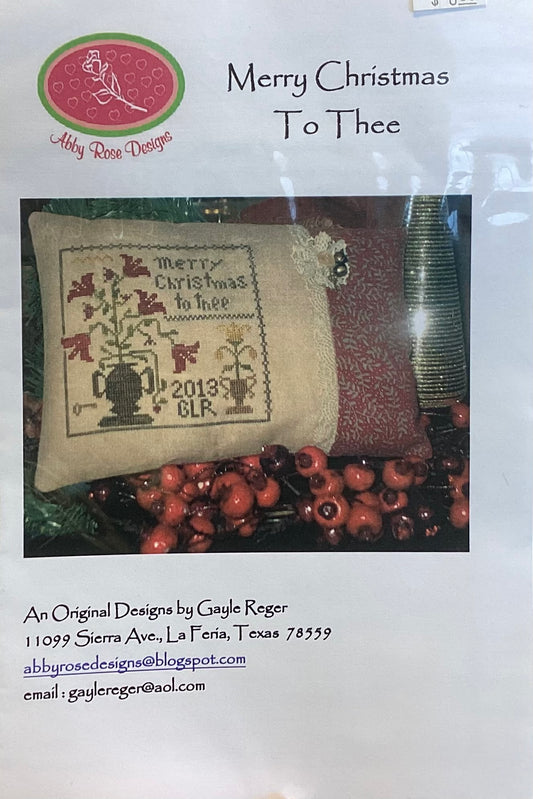 Abby Rose Designs
Merry Christmas
To Thee
Merry
Christmas
to thee
2013
GLR
An Original Designs by Gayle Reger
11099 Sierra Ave., La Feria, Texas 78559
abbyrosedesigns@blogspot.com
email : gaylereger@aol.com